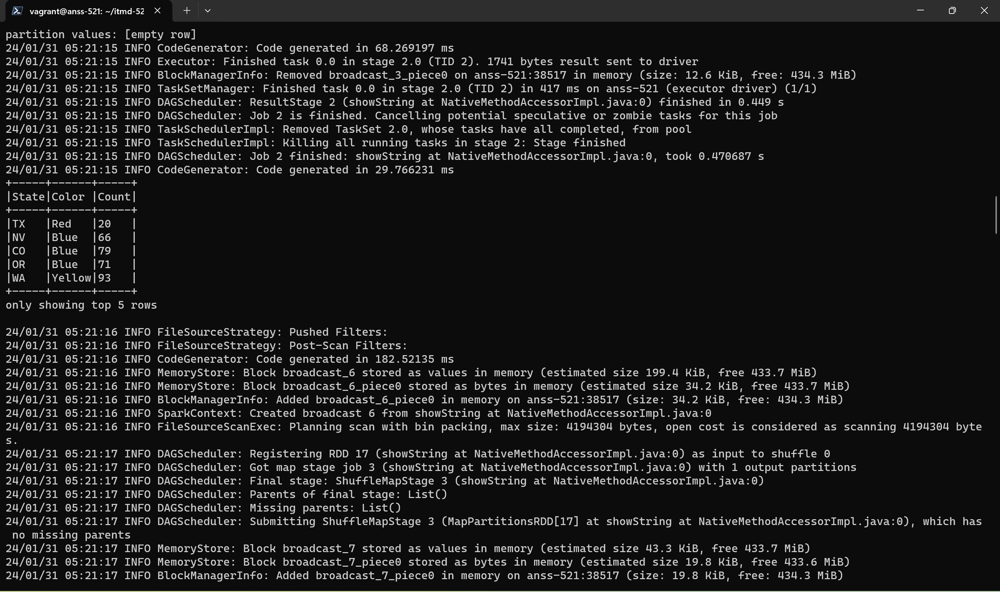 vagrant@anss-521: ~/itmd-52
partition values: [empty row]
24/01/31 05:21:15 INFO CodeGenerator: Code generated in 68.269197 ms
24/01/31 05:21:15 INFO Executor: Finished task 0.0 in stage 2.0 (TID 2). 1741 bytes result sent to driver
24/01/31 05:21:15 INFO BlockManagerInfo: Removed broadcast_3_piece0 on anss-521:38517 in memory (size: 12.6 KiB, free: 434.3 MiB)
24/01/31 05:21:15 INFO TaskSetManager: Finished task 0.0 in stage 2.0 (TID 2) in 417 ms on anss-521 (executor driver) (1/1)
24/01/31 05:21:15 INFO DAGScheduler: ResultStage 2 (showString at NativeMethodAccessorImpl.java:0) finished in 0.449 s
24/01/31 05:21:15 INFO DAGScheduler: Job 2 is finished. Cancelling potential speculative or zombie tasks for this job
24/01/31 05:21:15 INFO TaskSchedulerImpl: Removed TaskSet 2.0, whose tasks have all completed, from pool
24/01/31 05:21:15 INFO TaskSchedulerImpl: Killing all running tasks in stage 2: Stage finished
24/01/31 05:21:15 INFO DAGScheduler: Job 2 finished: showString at NativeMethodAccessorImpl.java:0, took 0.470687 s
24/01/31 05:21:15 INFO CodeGenerator: Code generated in 29.766231 ms
+-----+------+-----+
|State|Color |Count|
+-----+------+-----+
|TX   |Red   |20   |
|NV   |Blue  |66   |
|CO   |Blue  |79   |
|OR   |Blue  |71   |
|WA   |Yellow|93   |
+-----+------+-----+
only showing top 5 rows
24/01/31 05:21:16 INFO FileSourceStrategy: Pushed Filters:
24/01/31 05:21:16 INFO FileSourceStrategy: Post-Scan Filters:
24/01/31 05:21:16 INFO CodeGenerator: Code generated in 182.52135 ms
24/01/31 05:21:16 INFO MemoryStore: Block broadcast_6 stored as values in memory (estimated size 199.4 KiB, free 433.7 MiB)
24/01/31 05:21:16 INFO MemoryStore: Block broadcast_6_piece0 stored as bytes in memory (estimated size 34.2 KiB, free 433.7 MiB)
24/01/31 05:21:16 INFO BlockManagerInfo: Added broadcast_6_piece0 in memory on anss-521:38517 (size: 34.2 KiB, free: 434.3 MiB)
24/01/31 05:21:16 INFO SparkContext: Created broadcast 6 from showString at NativeMethodAccessorImpl.java:0
24/01/31 05:21:16 INFO FileSourceScanExec: Planning scan with bin packing, max size: 4194304 bytes, open cost is considered as scanning 4194304 byte
s.
24/01/31 05:21:17 INFO DAGScheduler: Registering RDD 17 (showString at NativeMethodAccessorImpl.java:0) as input to shuffle 0
24/01/31 05:21:17 INFO DAGScheduler: Got map stage job 3 (showString at NativeMethodAccessorImpl.java:0) with 1 output partitions
24/01/31 05:21:17 INFO DAGScheduler: Final stage: ShuffleMapStage 3 (showString at NativeMethodAccessorImpl.java:0)
24/01/31 05:21:17 INFO DAGScheduler: Parents of final stage: List()
24/01/31 05:21:17 INFO DAGScheduler: Missing parents: List()
24/01/31 05:21:17 INFO DAGScheduler: Submitting ShuffleMapStage 3 (MapPartitionsRDD[17] at showString at NativeMethodAccessorImpl.java:0), which has
 no missing parents
24/01/31 05:21:17 INFO MemoryStore: Block broadcast_7 stored as values in memory (estimated size 43.3 KiB, free 433.7 MiB)
24/01/31 05:21:17 INFO MemoryStore: Block broadcast_7_piece0 stored as bytes in memory (estimated size 19.8 KiB, free 433.6 MiB)
24/01/31 05:21:17 INFO BlockManagerInfo: Added broadcast_7_piece0 in memory on anss-521:38517 (size: 19.8 KiB, free: 434.3 MiB)